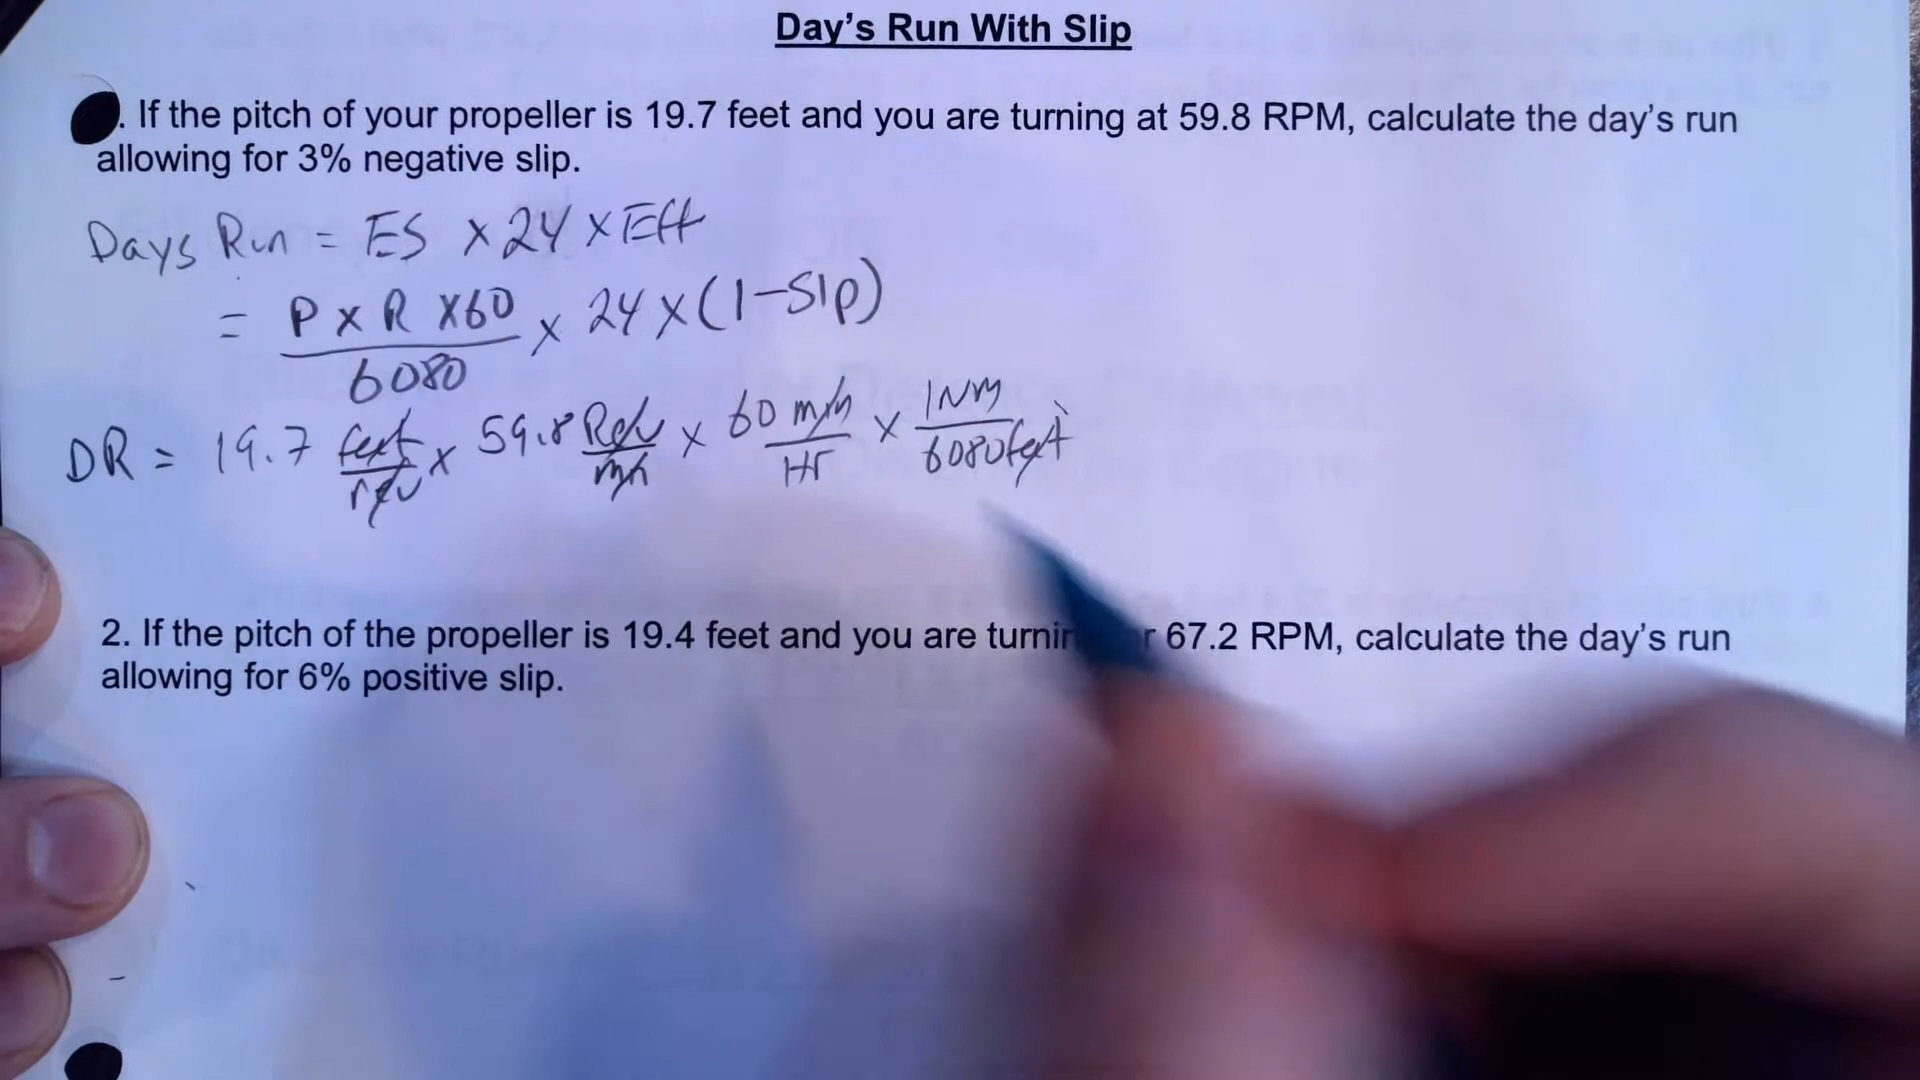 Day's Run With Slip
. If the pitch of your propeller is 19.7 feet and you are turning at 59.8 RPM, calculate the day's run
allowing for 3% negative slip.
Days Run = ES x 24 x Eff
= P x R x 60 / 6080 x 24 x (1-Slp)
DR = 19.7 feet/rev x 59.8 Rev/min x 60 min/Hr x 1NM/6080feet
2. If the pitch of the propeller is 19.4 feet and you are 67.2 RPM, calculate the day's run
allowing for 6% positive slip.